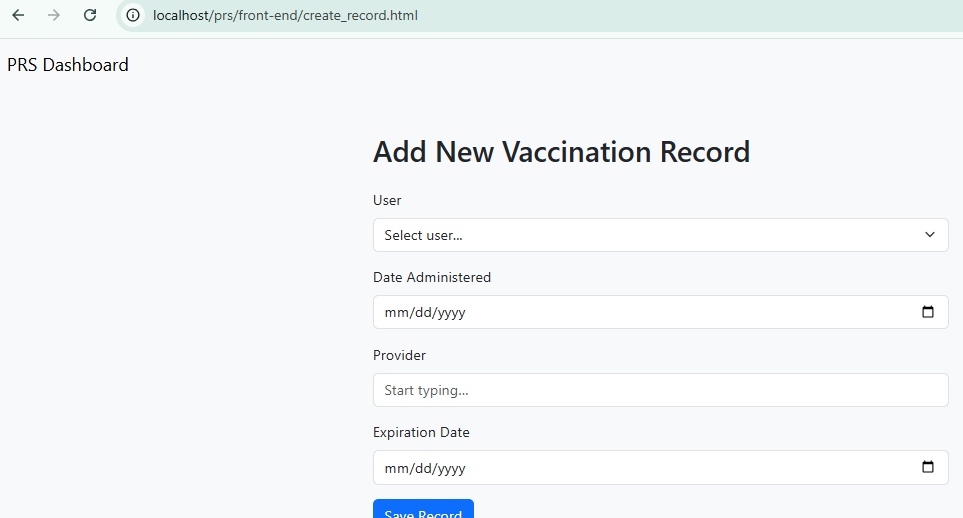 localhost/prs/front-end/create_record.html
PRS Dashboard
Add New Vaccination Record
User
Select user...
Date Administered
mm/dd/yyyy
Provider
Start typing...
Expiration Date
mm/dd/yyyy
Save Record